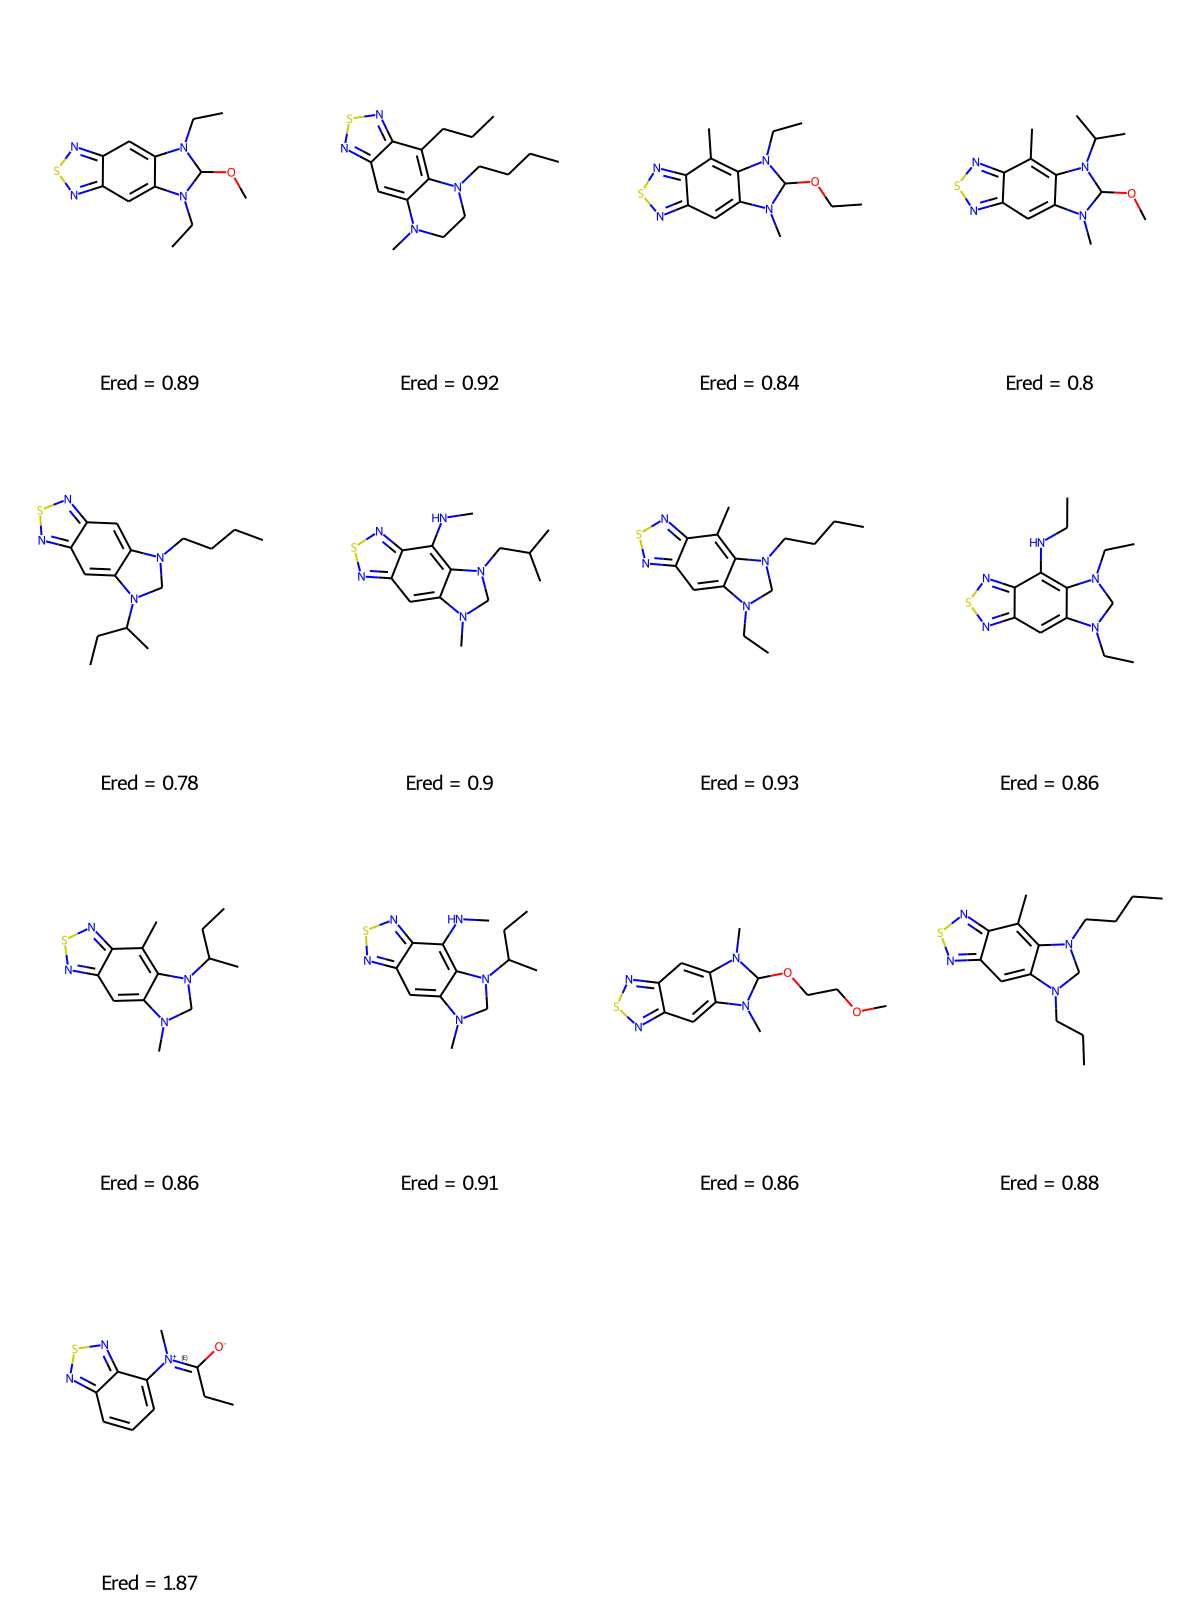 Ered = 0.89
Ered = 0.92
Ered = 0.84
Ered = 0.8
Ered = 0.78
Ered = 0.9
Ered = 0.93
Ered = 0.86
Ered = 0.86
Ered = 0.91
Ered = 0.86
Ered = 0.88
Ered = 1.87